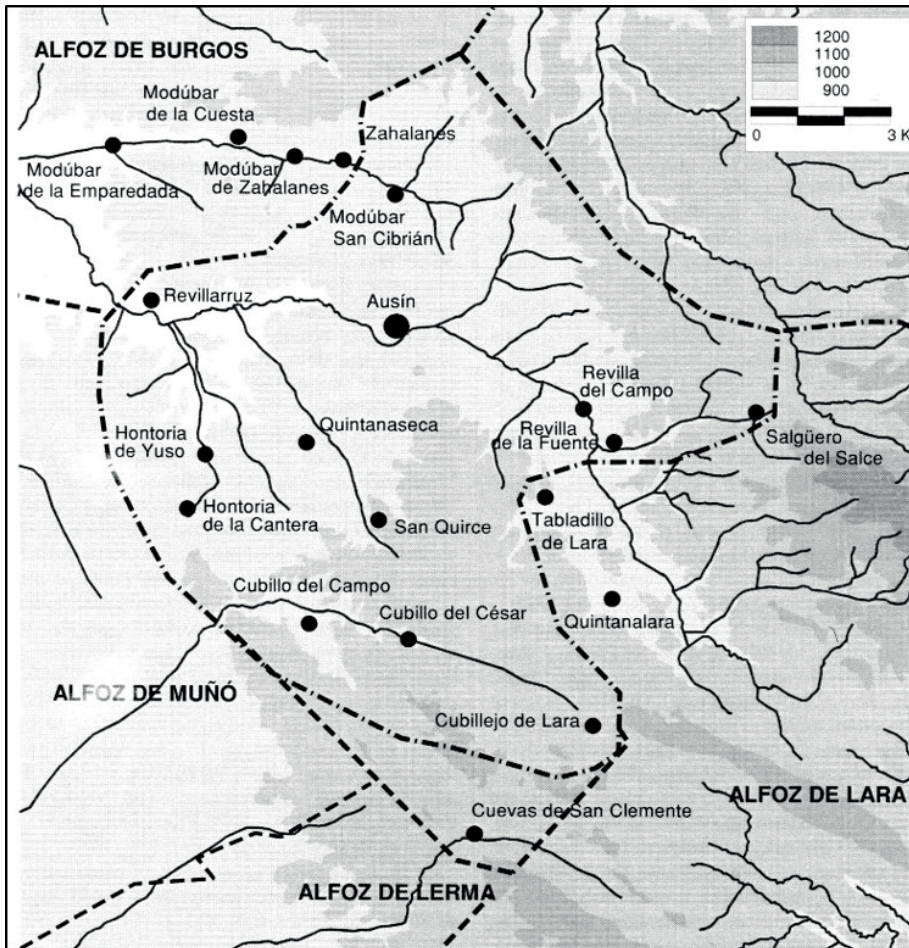 ALFOZ DE BURGOS
1200
1100
1000
900
0
3 K
Modúbar
de la Cuesta
Zahalanes
Modúbar
de la Emparedada
Modúbar
de Zahalanes
Modúbar
San Cibrián
Revillarruz
Ausín
Revilla
del Campo
Revilla
de la Fuente
Quintanaseca
Hontoria
de Yuso
Salgüero
del Salce
Hontoria
de la Cantera
San Quirce
Tabladillo
de Lara
Cubillo del Campo
Cubillo del César
Quintanalara
ALFOZ DE MUÑÓ
Cubillejo de Lara
ALFOZ DE LARA
Cuevas de San Clemente
ALFOZ DE LERMA